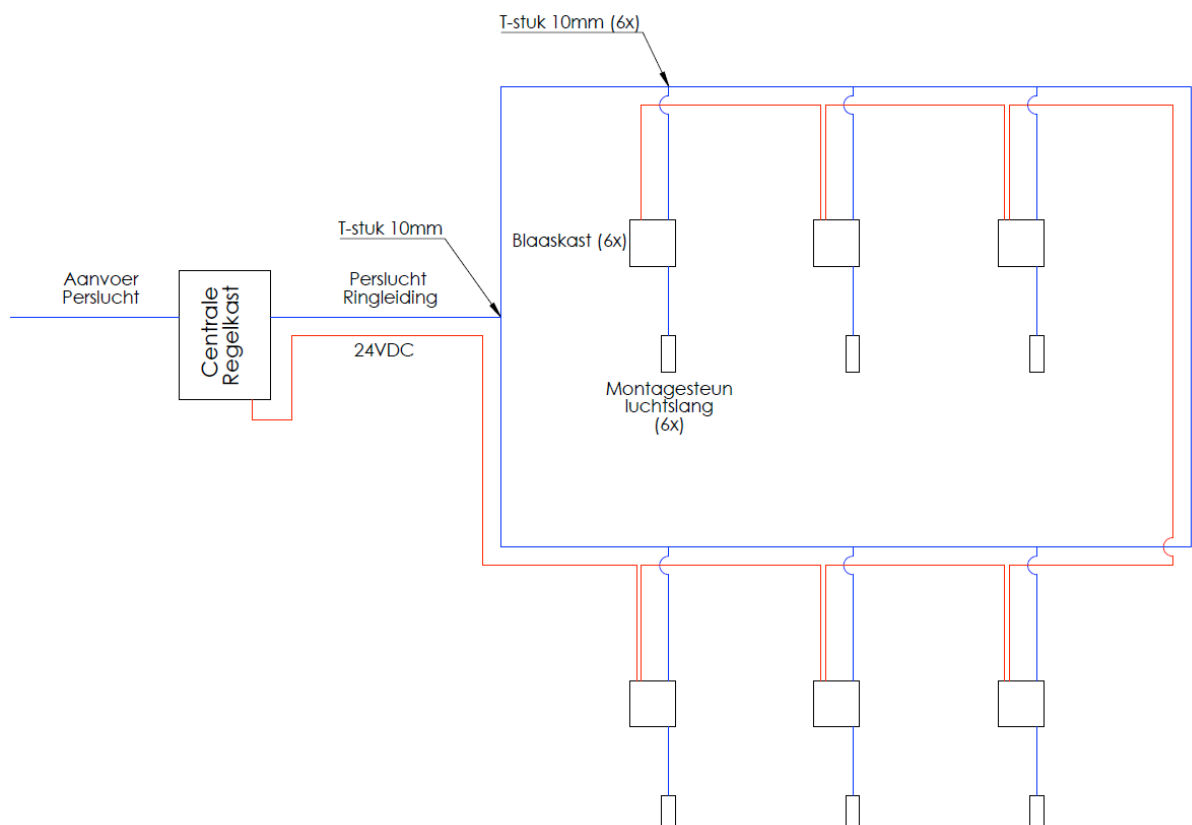 T-stuk 10mm (6x)
T-stuk 10mm
Blaaskast (6x)
Aanvoer
Perslucht
Centrale
Regelkast
Perslucht
Ringleiding
24VDC
Montagesteun
luchtslang
(6x)